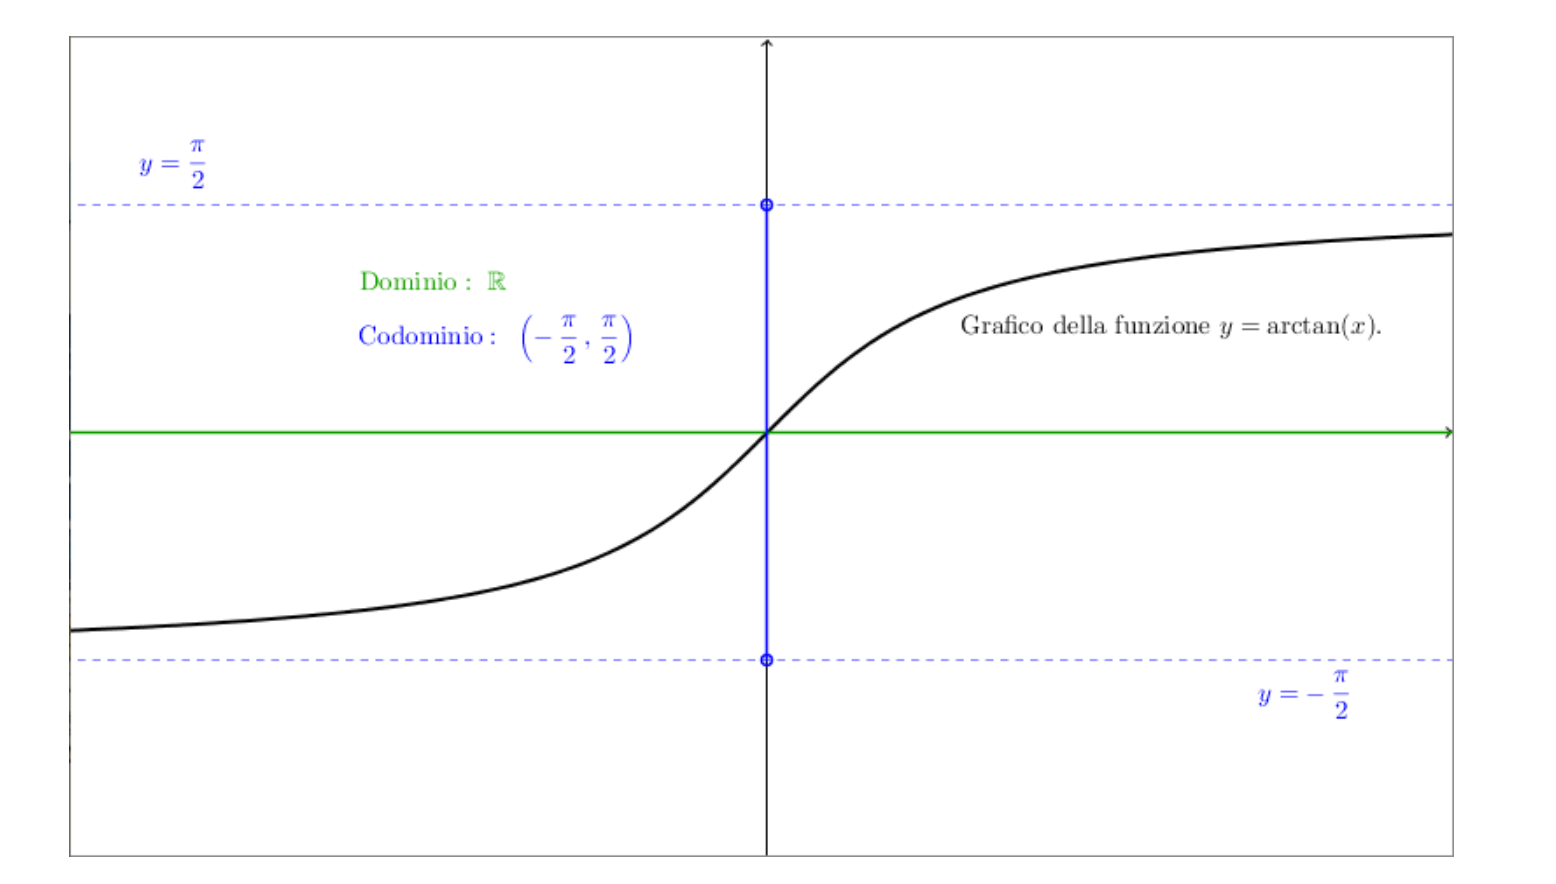 y = π/2
Dominio : ℝ
Codominio : (−π/2, π/2)
Grafico della funzione y = arctan(x).
y = −π/2